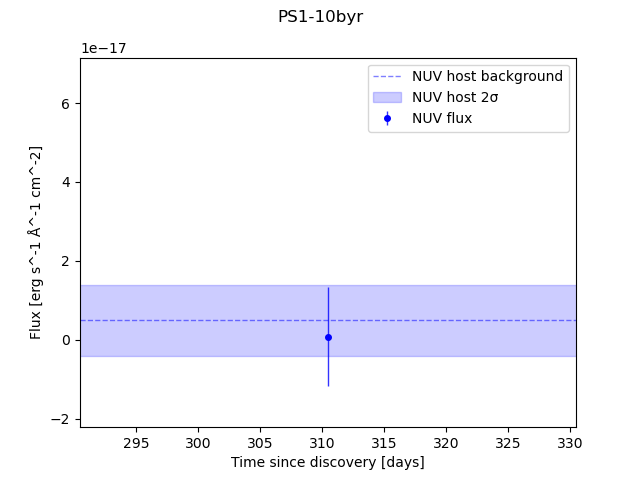 PS1-10byr
1e−17
NUV host background
NUV host 2σ
NUV flux
6
4
2
0
−2
Flux [erg s^-1 Å^-1 cm^-2]
295 300 305 310 315 320 325 330
Time since discovery [days]